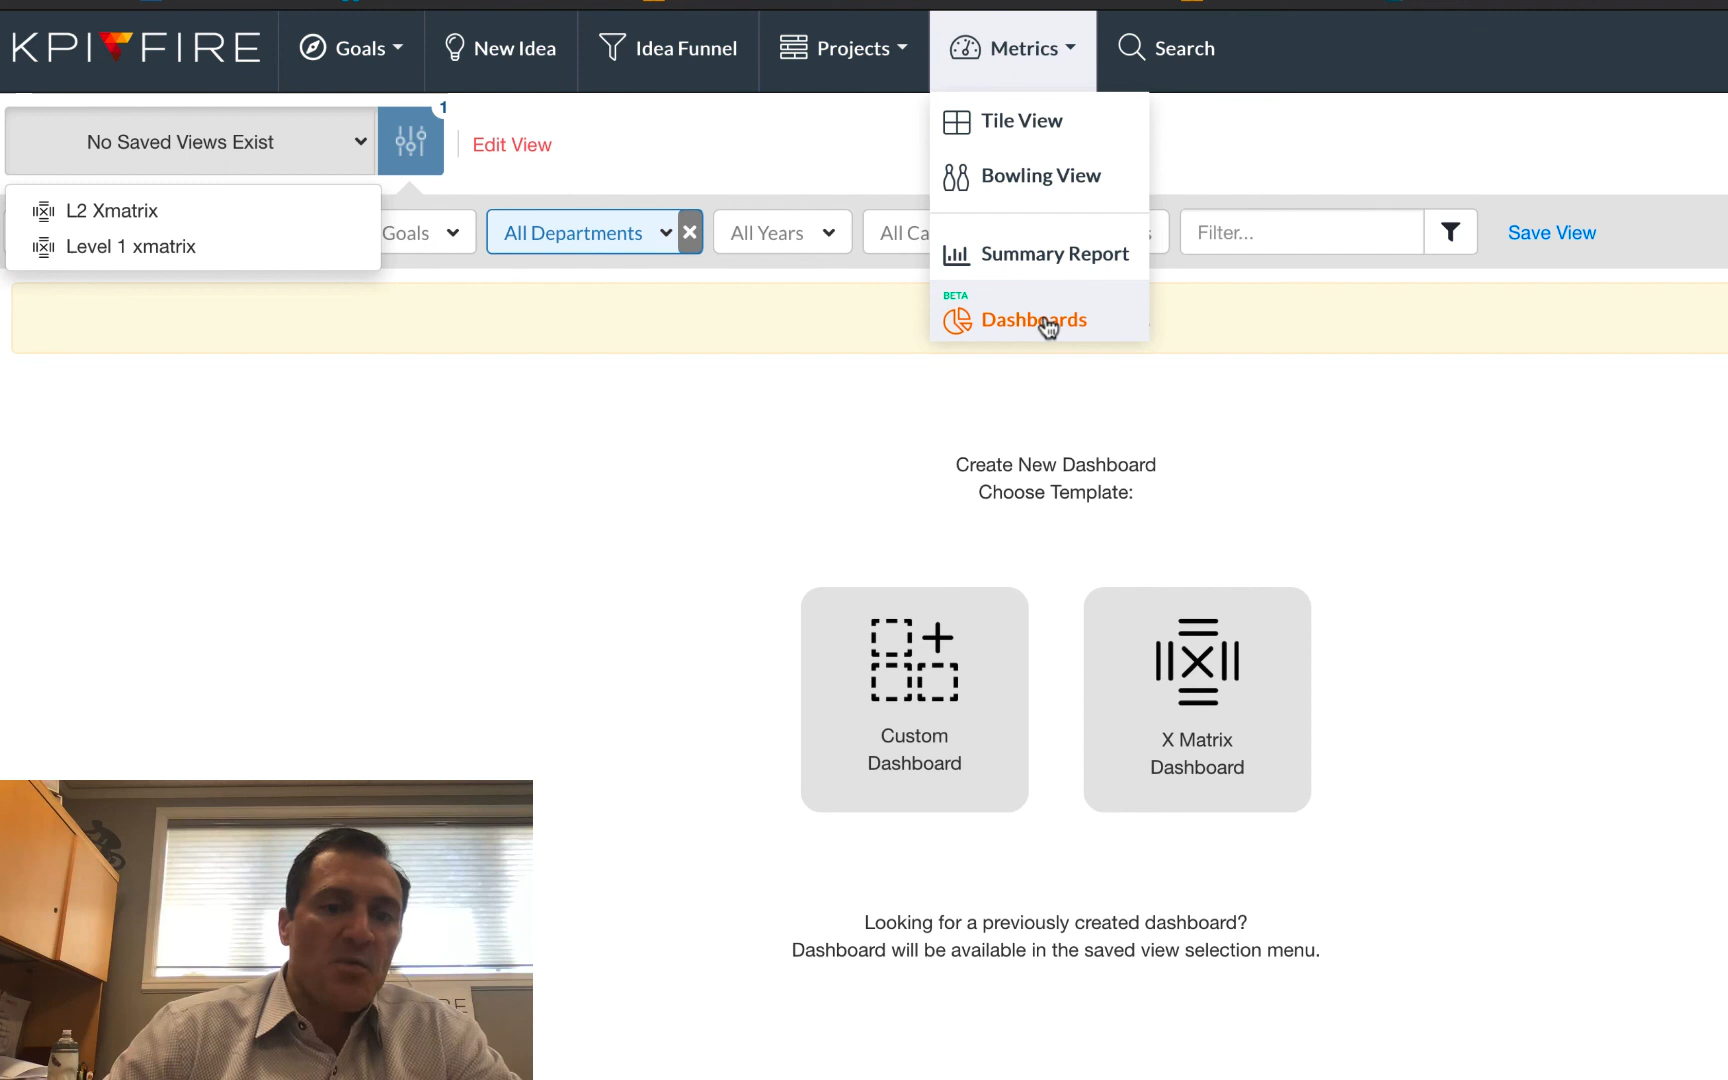 KPI FIRE
Goals
New Idea
Idea Funnel
Projects
Metrics
Search
No Saved Views Exist
1
Edit View
L2 Xmatrix
Level 1 xmatrix
Goals
All Departments
All Years
All Ca
s
Filter...
Save View
Tile View
Bowling View
Summary Report
BETA
Dashboards
Create New Dashboard
Choose Template:
Custom
Dashboard
X Matrix
Dashboard
Looking for a previously created dashboard?
Dashboard will be available in the saved view selection menu.